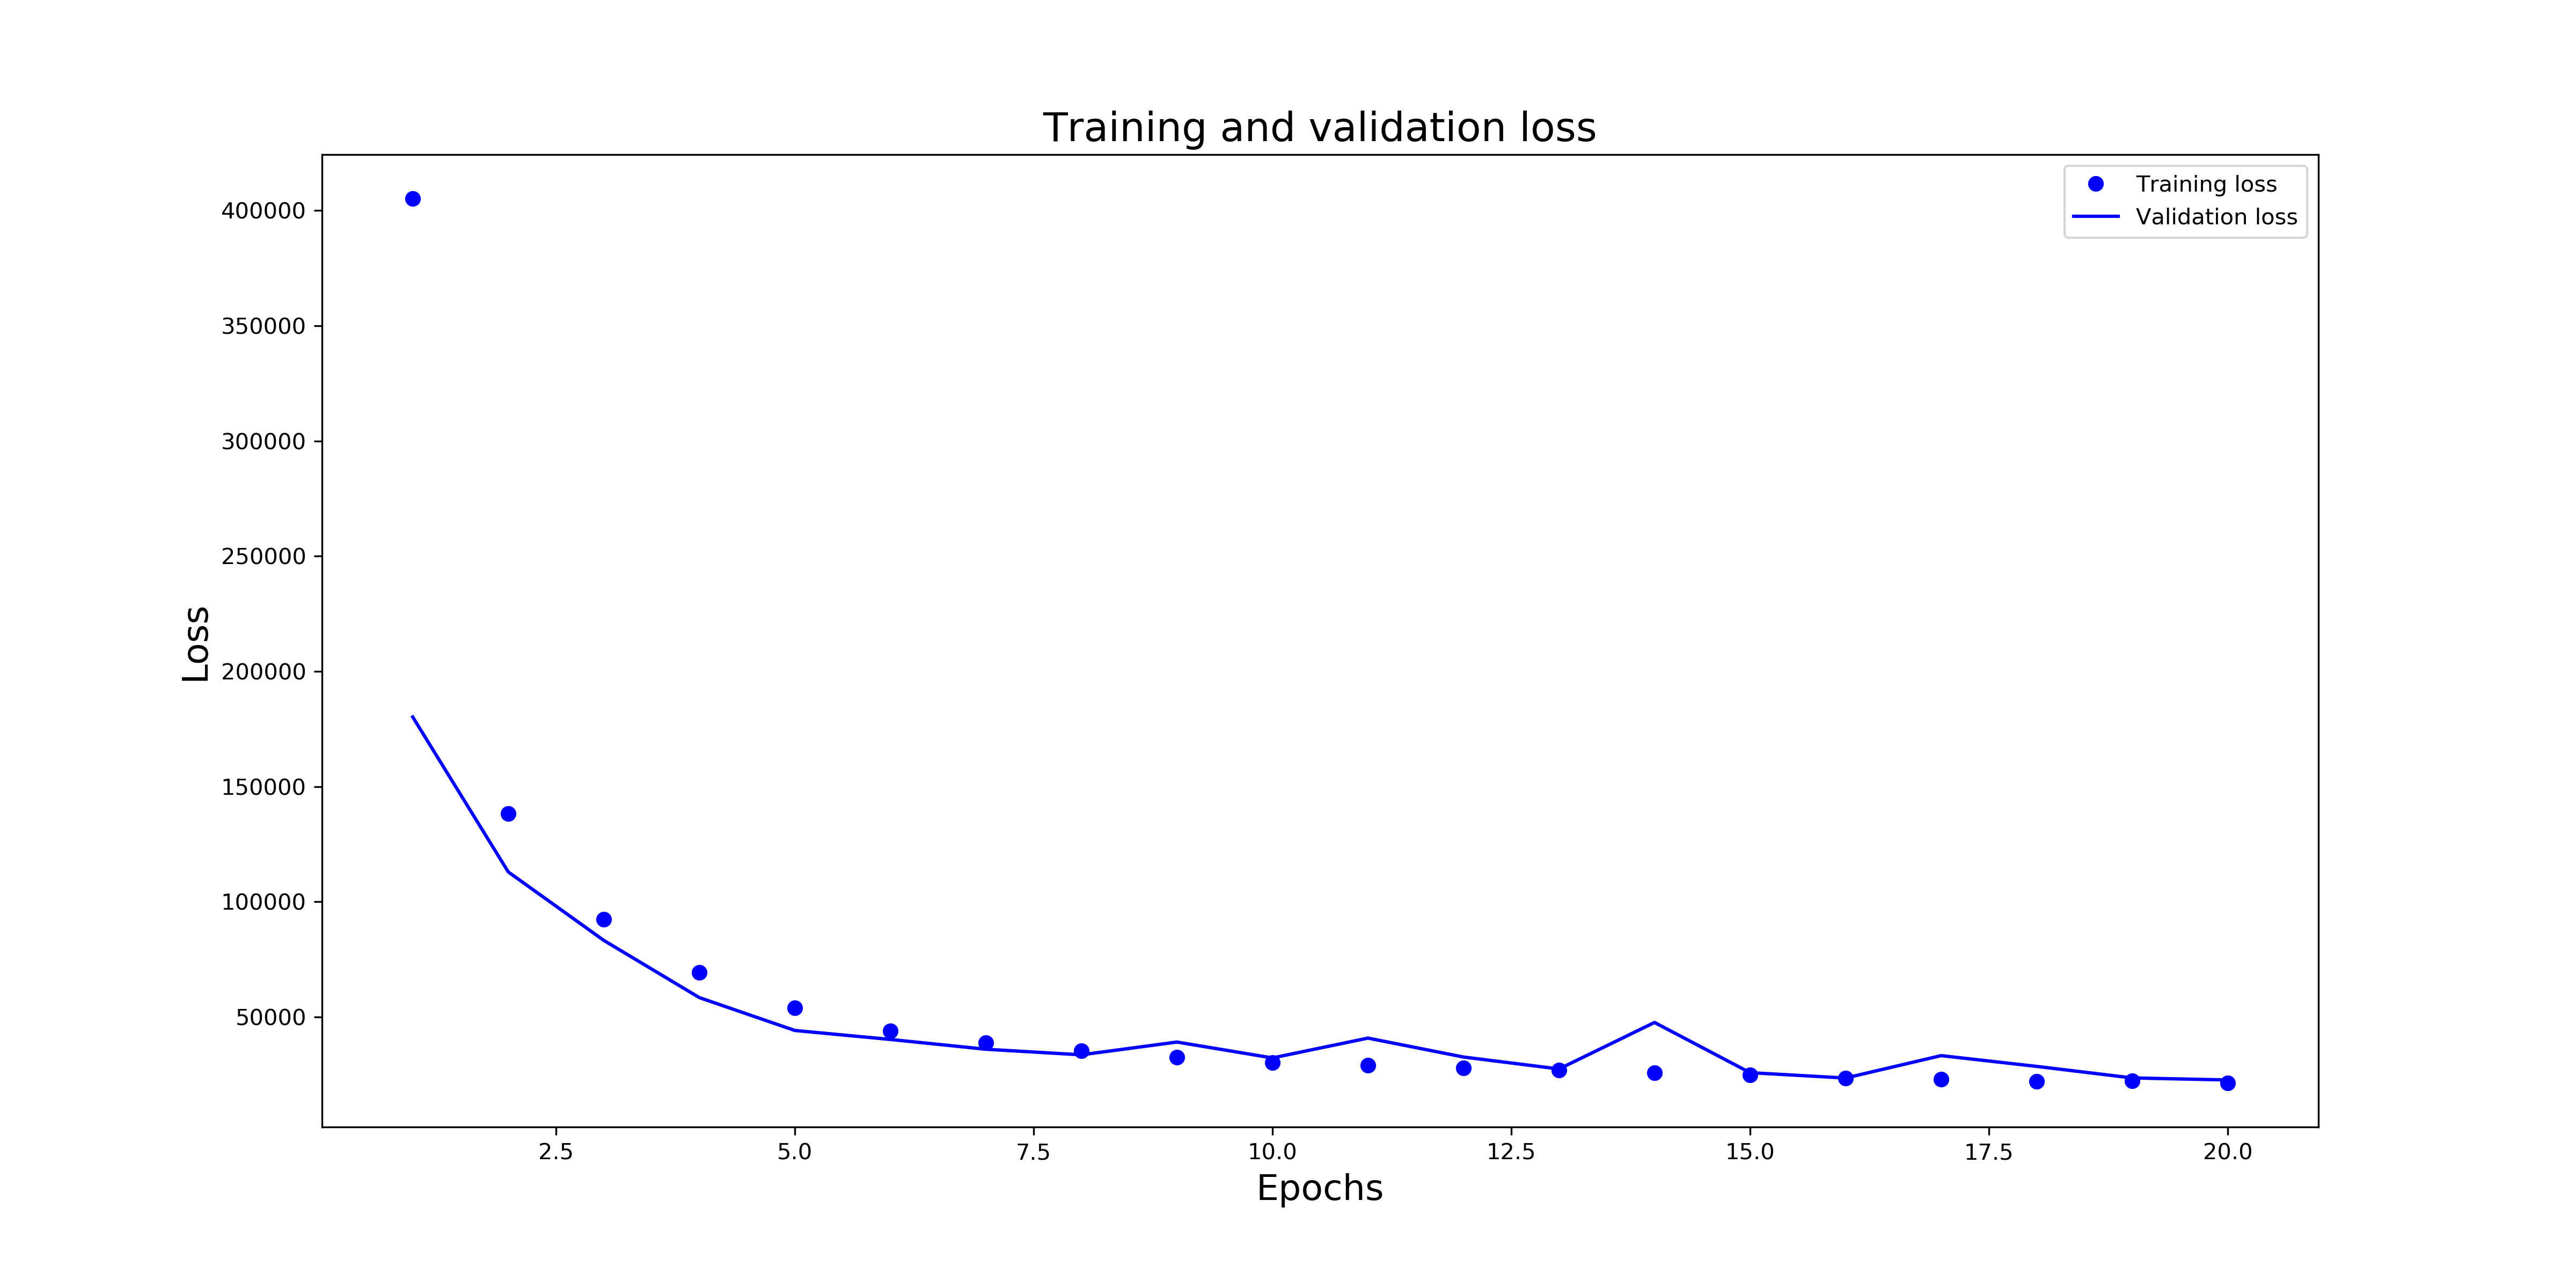 Training and validation loss
Training loss
Validation loss
400000
350000
300000
250000
200000
150000
100000
50000
Loss
2.5 5.0 7.5 10.0 12.5 15.0 17.5 20.0
Epochs